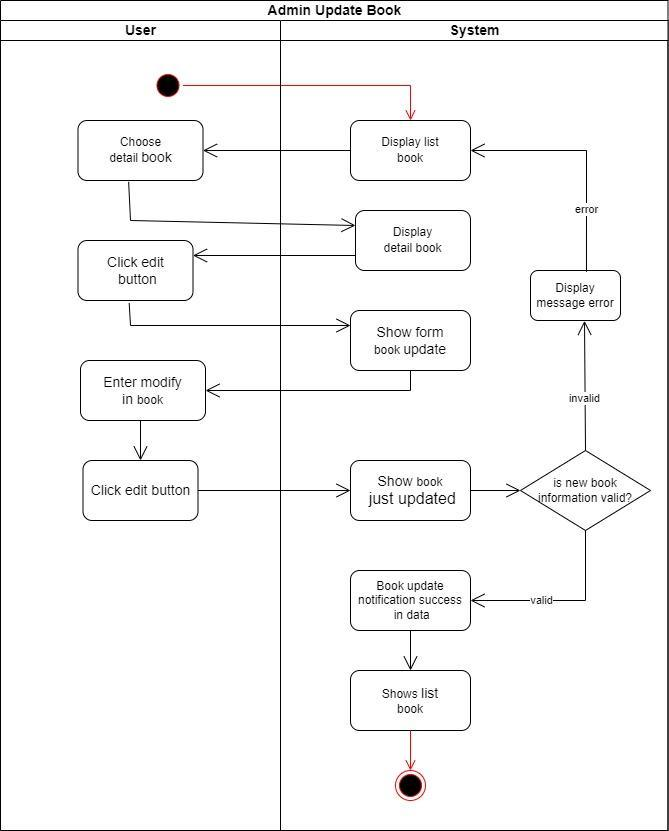 Admin Update Book
User
System
Choose
detail book
Display list
book
error
Display
detail book
Click edit
button
Display
message error
Show form
book update
Enter modify
in book
invalid
Click edit button
Show book
just updated
is new book
information valid?
Book update
notification success
in data
valid
Shows list
book